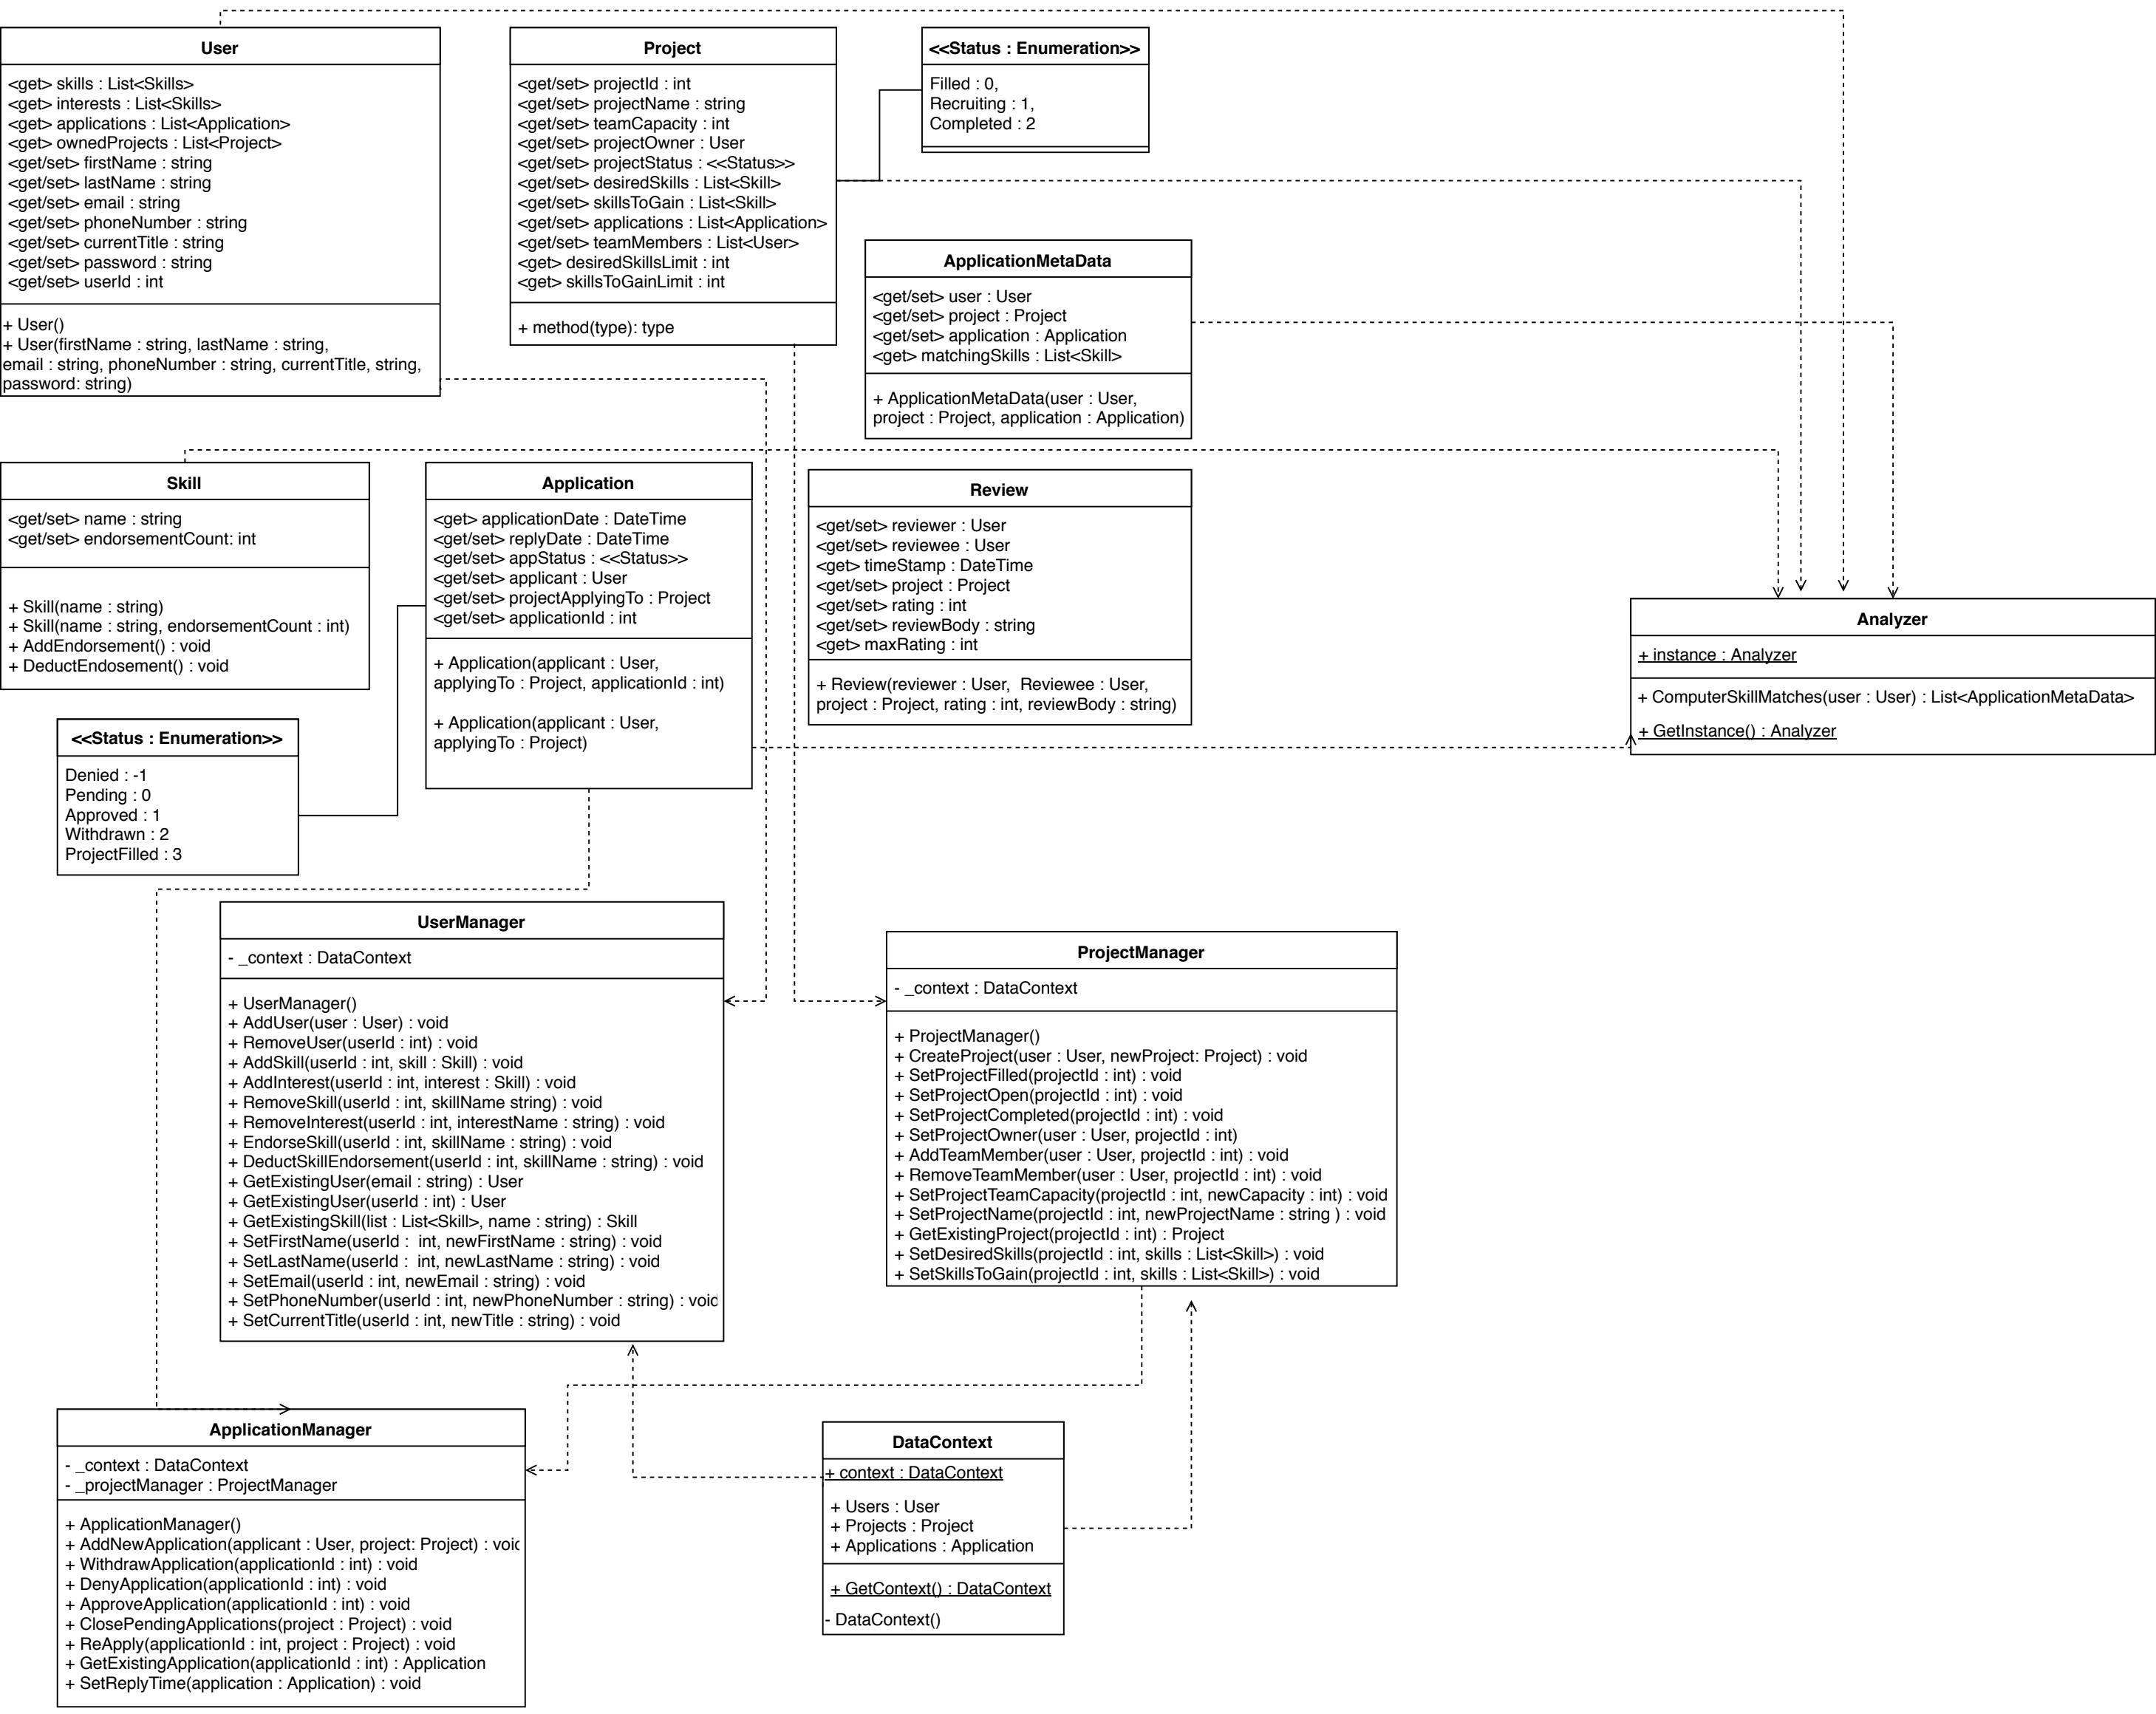 User
<get> skills : List<Skills>
<get> interests : List<Skills>
<get> applications : List<Application>
<get> ownedProjects : List<Project>
<get/set> firstName : string
<get/set> lastName : string
<get/set> email : string
<get/set> phoneNumber : string
<get/set> currentTitle : string
<get/set> password : string
<get/set> userId : int
+ User()
+ User(firstName : string, lastName : string,
email : string, phoneNumber : string, currentTitle, string,
password: string)
Project
<get/set> projectId : int
<get/set> projectName : string
<get/set> teamCapacity : int
<get/set> projectOwner : User
<get/set> projectStatus : <<Status>>
<get/set> desiredSkills : List<Skill>
<get/set> skillsToGain : List<Skill>
<get/set> applications : List<Application>
<get/set> teamMembers : List<User>
<get> desiredSkillsLimit : int
<get> skillsToGainLimit : int
+ method(type): type
<<Status : Enumeration>>
Filled : 0,
Recruiting : 1,
Completed : 2
ApplicationMetaData
<get/set> user : User
<get/set> project : Project
<get/set> application : Application
<get> matchingSkills : List<Skill>
+ ApplicationMetaData(user : User,
project : Project, application : Application)
Skill
<get/set> name : string
<get/set> endorsementCount: int
+ Skill(name : string)
+ Skill(name : string, endorsementCount : int)
+ AddEndorsement() : void
+ DeductEndosement() : void
Application
<get> applicationDate : DateTime
<get/set> replyDate : DateTime
<get/set> appStatus : <<Status>>
<get/set> applicant : User
<get/set> projectApplyingTo : Project
<get/set> applicationId : int
+ Application(applicant : User,
applyingTo : Project, applicationId : int)
+ Application(applicant : User,
applyingTo : Project)
Review
<get/set> reviewer : User
<get/set> reviewee : User
<get> timeStamp : DateTime
<get/set> project : Project
<get/set> rating : int
<get/set> reviewBody : string
<get> maxRating : int
+ Review(reviewer : User, Reviewee : User,
project : Project, rating : int, reviewBody : string)
Analyzer
+ instance : Analyzer
+ ComputerSkillMatches(user : User) : List<ApplicationMetaData>
+ GetInstance() : Analyzer
<<Status : Enumeration>>
Denied : -1
Pending : 0
Approved : 1
Withdrawn : 2
ProjectFilled : 3
UserManager
- _context : DataContext
+ UserManager()
+ AddUser(user : User) : void
+ RemoveUser(userId : int) : void
+ AddSkill(userId : int, skill : Skill) : void
+ AddInterest(userId : int, interest : Skill) : void
+ RemoveSkill(userId : int, skillName string) : void
+ RemoveInterest(userId : int, interestName : string) : void
+ EndorseSkill(userId : int, skillName : string) : void
+ DeductSkillEndorsement(userId : int, skillName : string) : void
+ GetExistingUser(email : string) : User
+ GetExistingUser(userId : int) : User
+ GetExistingSkill(list : List<Skill>, name : string) : Skill
+ SetFirstName(userId : int, newFirstName : string) : void
+ SetLastName(userId : int, newLastName : string) : void
+ SetEmail(userId : int, newEmail : string) : void
+ SetPhoneNumber(userId : int, newPhoneNumber : string) : void
+ SetCurrentTitle(userId : int, newTitle : string) : void
ProjectManager
- _context : DataContext
+ ProjectManager()
+ CreateProject(user : User, newProject: Project) : void
+ SetProjectFilled(projectId : int) : void
+ SetProjectOpen(projectId : int) : void
+ SetProjectCompleted(projectId : int) : void
+ SetProjectOwner(user : User, projectId : int)
+ AddTeamMember(user : User, projectId : int) : void
+ RemoveTeamMember(user : User, projectId : int) : void
+ SetProjectTeamCapacity(projectId : int, newCapacity : int) : void
+ SetProjectName(projectId : int, newProjectName : string ) : void
+ GetExistingProject(projectId : int) : Project
+ SetDesiredSkills(projectId : int, skills : List<Skill>) : void
+ SetSkillsToGain(projectId : int, skills : List<Skill>) : void
ApplicationManager
- _context : DataContext
- _projectManager : ProjectManager
+ ApplicationManager()
+ AddNewApplication(applicant : User, project: Project) : void
+ WithdrawApplication(applicationId : int) : void
+ DenyApplication(applicationId : int) : void
+ ApproveApplication(applicationId : int) : void
+ ClosePendingApplications(project : Project) : void
+ ReApply(applicationId : int, project : Project) : void
+ GetExistingApplication(applicationId : int) : Application
+ SetReplyTime(application : Application) : void
DataContext
+ context : DataContext
+ Users : User
+ Projects : Project
+ Applications : Application
+ GetContext() : DataContext
- DataContext()